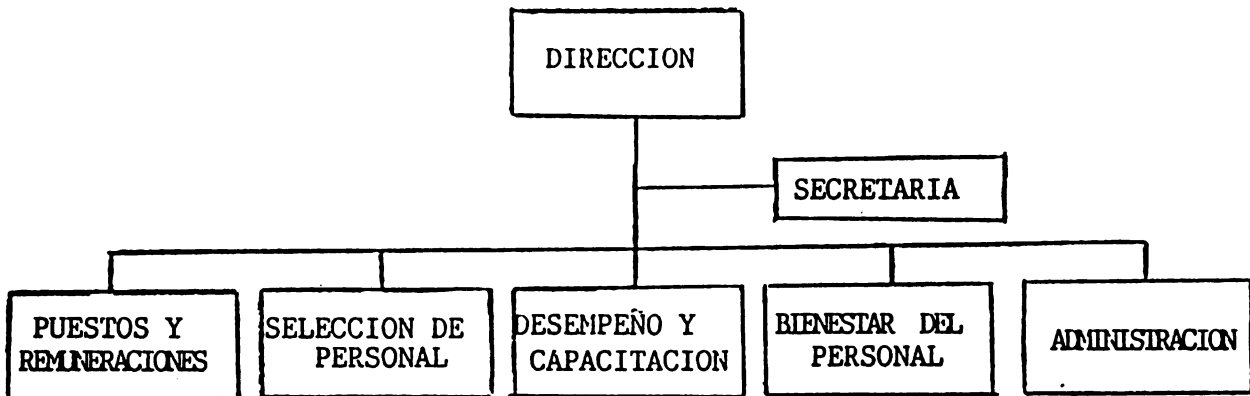 DIRECCION
SECRETARIA
PUESTOS Y
REMUNERACIONES
SELECCION DE
PERSONAL
DESEMPEÑO Y
CAPACITACION
BIENESTAR DEL
PERSONAL
ADMINISTRACION